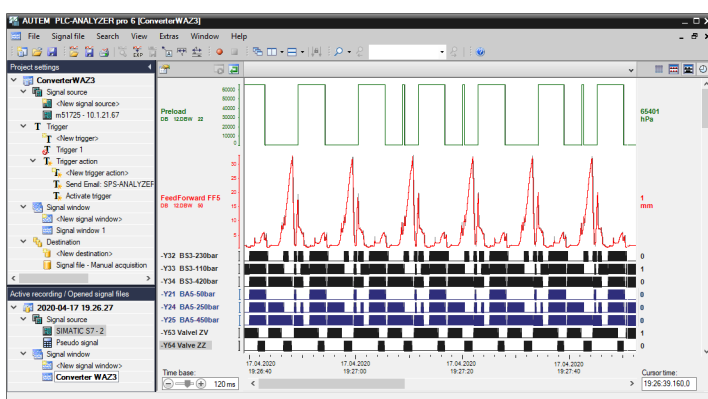 AUTEM PLC-ANALYZER pro 6 [ConverterWAZ3]
File Signal file Search View Extras Window Help
Project settings
ConverterWAZ3
Signal source
<New signal source>
m51725 - 10.1.21.67
Trigger
<New trigger>
Trigger 1
Trigger action
<New trigger action>
Send Email: SPS-ANALYZER
Activate trigger
Signal window
<New signal window>
Signal window 1
Destination
<New destination>
Signal file - Manual acquisition
Active recording / Opened signal files
2020-04-17 19.26.27
Signal source
SIMATIC S7 - 2
Pseudo signal
Signal window
<New signal window>
Converter WAZ3
Preload
DB 12.DBW 22
60000
50000
40000
30000
20000
10000
0
65401
hPa
FeedForward FF5
DB 12.DBW 50
30
25
20
15
10
5
1
mm
-Y32 BS3-230bar 0
-Y33 BS3-110bar 1
-Y34 BS3-420bar 0
-Y21 BA5-50bar 0
-Y24 BA5-250bar 0
-Y25 BA5-450bar 0
-Y53 Valvel ZV 1
-Y54 Valve ZZ 0
17.04.2020 17.04.2020 17.04.2020 17.04.2020
19:26:40 19:27:00 19:27:20 19:27:40
Time base:
120 ms
Cursor time:
19:26:39.160,0